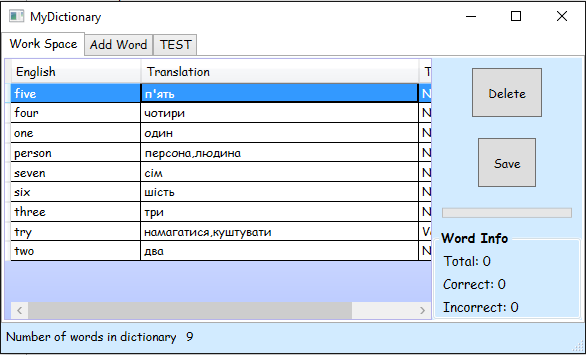 MyDictionary
Work Space Add Word TEST
English Translation T
five п'ять N
four чотири N
one один N
person персона,людина N
seven сім N
six шість N
three три N
try намагатися,куштувати Ve
two два N
Delete
Save
Word Info
Total: 0
Correct: 0
Incorrect: 0
Number of words in dictionary 9